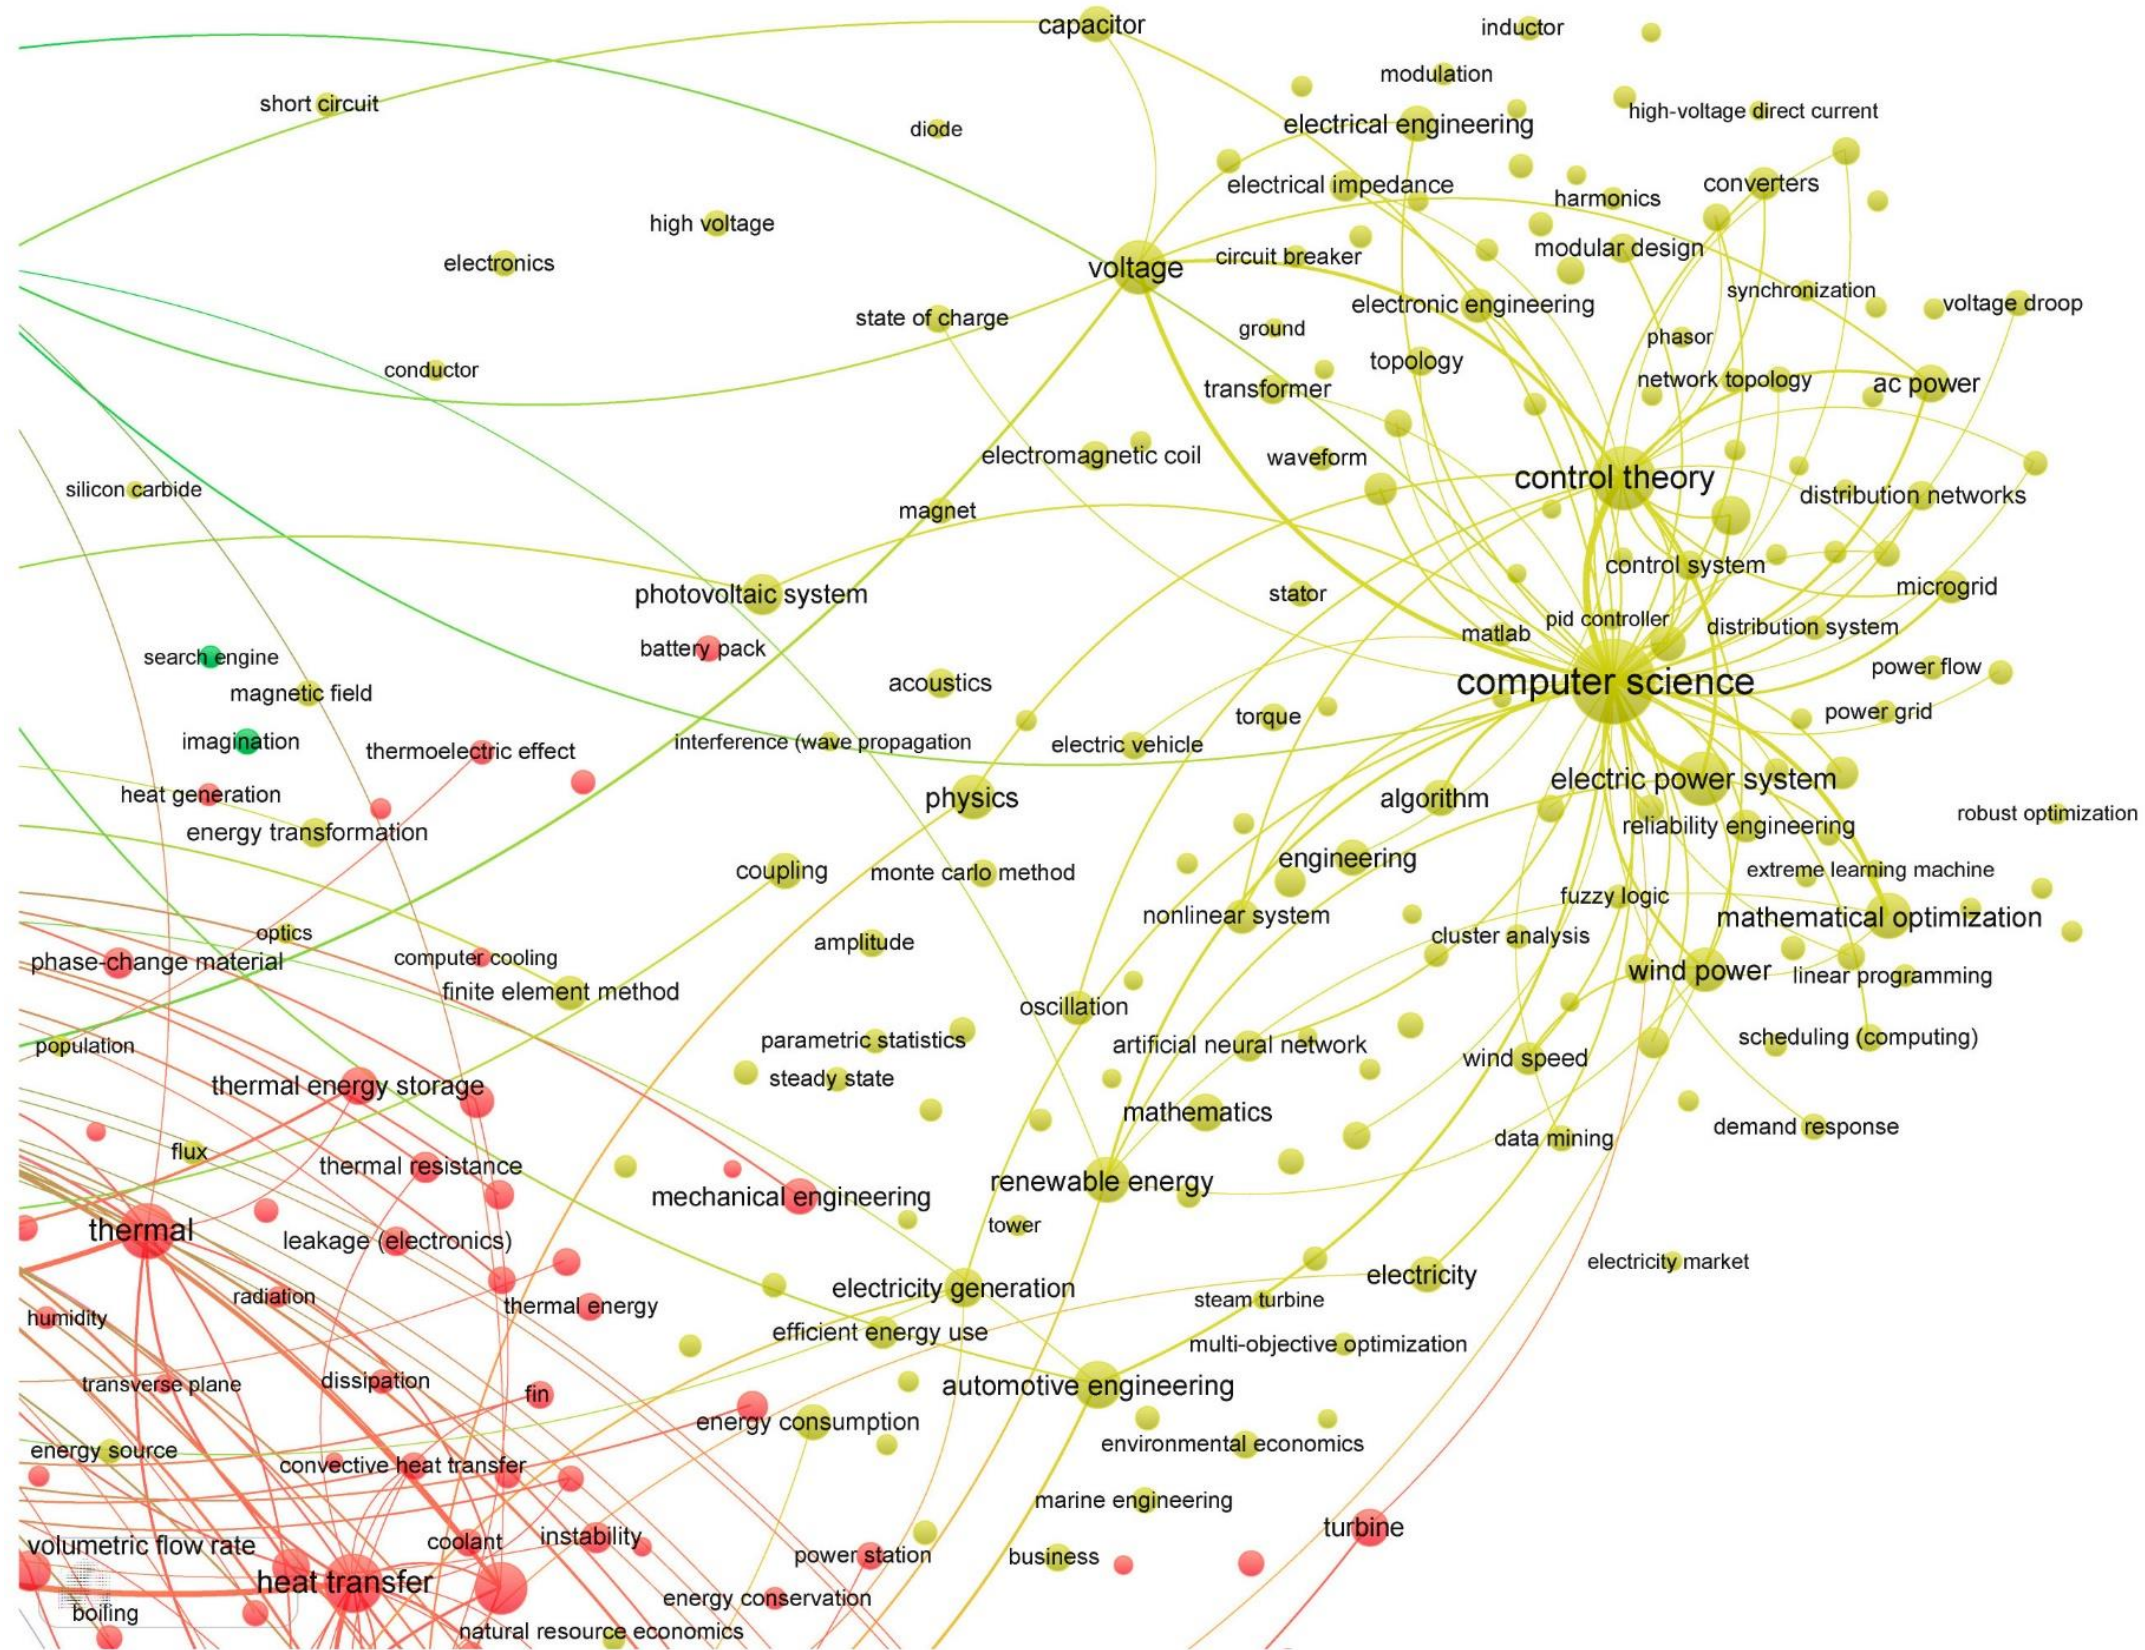 capacitor
inductor
modulation
short circuit
high-voltage direct current
diode
electrical engineering
electrical impedance
converters
harmonics
high voltage
modular design
circuit breaker
electronics
voltage
synchronization
electronic engineering
voltage droop
state of charge
ground
phasor
topology
conductor
network topology
ac power
transformer
electromagnetic coil
waveform
control theory
silicon carbide
distribution networks
magnet
control system
microgrid
photovoltaic system
stator
pid controller
distribution system
matlab
battery pack
search engine
power flow
computer science
acoustics
magnetic field
power grid
torque
imagination
interference (wave propagation
electric vehicle
thermoelectric effect
electric power system
heat generation
physics
algorithm
robust optimization
energy transformation
reliability engineering
engineering
coupling
monte carlo method
extreme learning machine
fuzzy logic
nonlinear system
mathematical optimization
optics
cluster analysis
amplitude
computer cooling
phase-change material
wind power
linear programming
finite element method
oscillation
scheduling (computing)
parametric statistics
population
artificial neural network
wind speed
steady state
thermal energy storage
mathematics
demand response
data mining
flux
thermal resistance
renewable energy
mechanical engineering
tower
thermal
leakage (electronics)
electricity market
electricity
electricity generation
radiation
steam turbine
thermal energy
humidity
efficient energy use
multi-objective optimization
dissipation
transverse plane
automotive engineering
fin
energy consumption
environmental economics
energy source
convective heat transfer
marine engineering
turbine
instability
coolant
volumetric flow rate
power station
business
heat transfer
energy conservation
boiling
natural resource economics